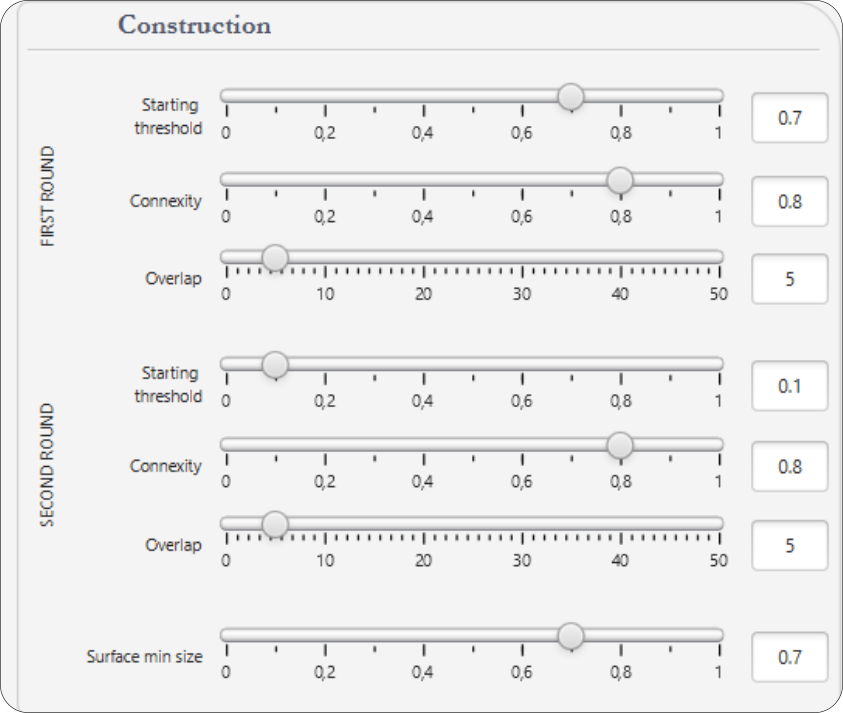 Construction
FIRST ROUND
Starting
threshold
0 0,2 0,4 0,6 0,8 1
0.7
Connexity
0 0,2 0,4 0,6 0,8 1
0.8
Overlap
0 10 20 30 40 50
5
SECOND ROUND
Starting
threshold
0 0,2 0,4 0,6 0,8 1
0.1
Connexity
0 0,2 0,4 0,6 0,8 1
0.8
Overlap
0 10 20 30 40 50
5
Surface min size
0 0,2 0,4 0,6 0,8 1
0.7